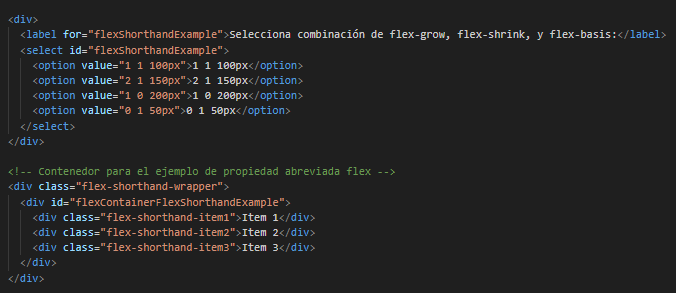 <div>
<label for="flexShorthandExample">Selecciona combinación de flex-grow, flex-shrink, y flex-basis:</label>
<select id="flexShorthandExample">
<option value="1 1 100px">1 1 100px</option>
<option value="2 1 150px">2 1 150px</option>
<option value="1 0 200px">1 0 200px</option>
<option value="0 1 50px">0 1 50px</option>
</select>
</div>
<!-- Contenedor para el ejemplo de propiedad abreviada flex -->
<div class="flex-shorthand-wrapper">
<div id="flexContainerFlexShorthandExample">
<div class="flex-shorthand-item1">Item 1</div>
<div class="flex-shorthand-item2">Item 2</div>
<div class="flex-shorthand-item3">Item 3</div>
</div>
</div>